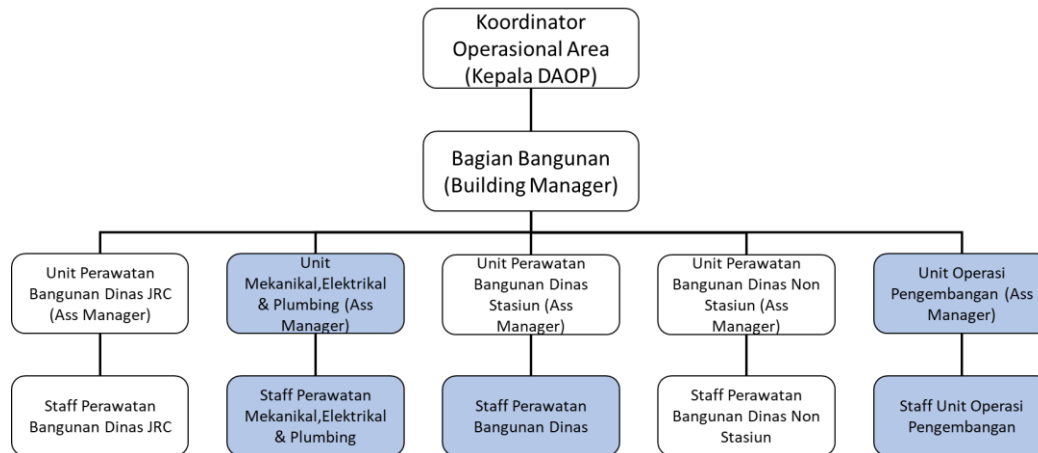 Koordinator
Operasional Area
(Kepala DAOP)
Bagian Bangunan
(Building Manager)
Unit Perawatan
Bangunan Dinas JRC
(Ass Manager)
Unit
Mekanikal,Elektrikal
& Plumbing (Ass
Manager)
Unit Perawatan
Bangunan Dinas
Stasiun (Ass
Manager)
Unit Perawatan
Bangunan Dinas Non
Stasiun (Ass
Manager)
Unit Operasi
Pengembangan (Ass
Manager)
Staff Perawatan
Bangunan Dinas JRC
Staff Perawatan
Mekanikal,Elektrikal
& Plumbing
Staff Perawatan
Bangunan Dinas
Staff Perawatan
Bangunan Dinas Non
Stasiun
Staff Unit Operasi
Pengembangan